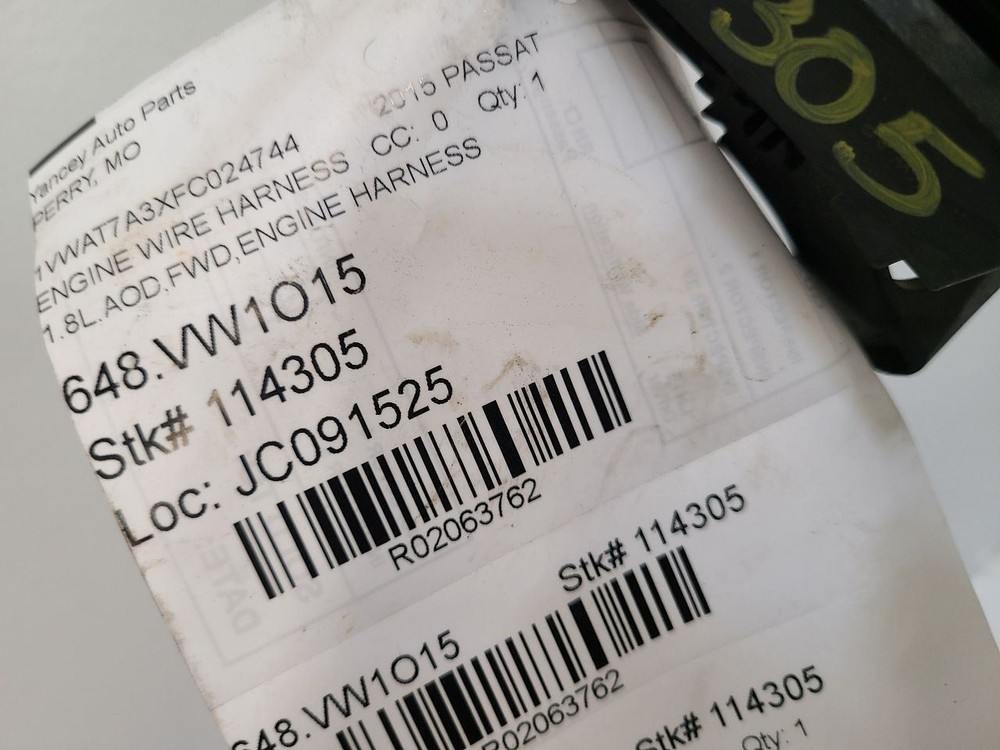 Yancey Auto Parts
PERRY, MO
2015 PASSAT
1VWAT7A3XFC024744
CC: 0 Qty: 1
ENGINE WIRE HARNESS
1.8L.AOD.FWD,ENGINE HARNESS
648.VW1O15
Stk# 114305
Loc: JC091525
R02063762
Stk# 114305
648.VW1O15
R02063762
Stk# 114305
Qty: 1
305